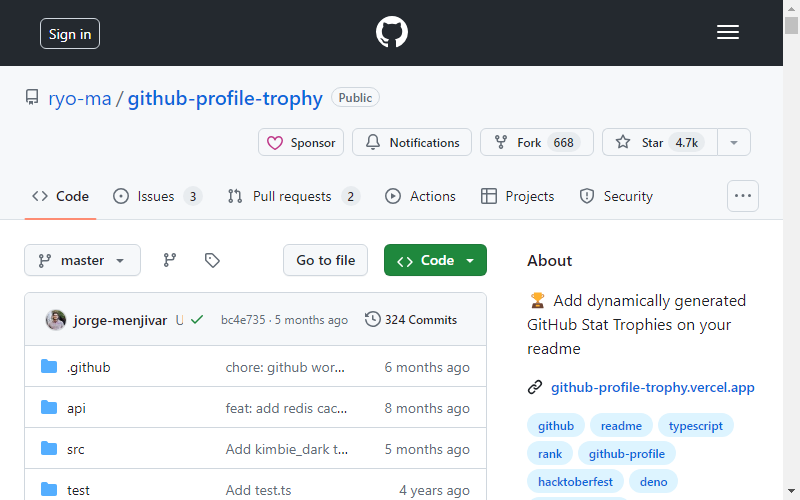 Sign in
ryo-ma / github-profile-trophy Public
Sponsor Notifications Fork 668 Star 4.7k
Code Issues 3 Pull requests 2 Actions Projects Security
master Go to file Code
jorge-menjivar U bc4e735 · 5 months ago 324 Commits
.github chore: github wor... 6 months ago
api feat: add redis cac... 8 months ago
src Add kimbie_dark t... 5 months ago
test Add test.ts 4 years ago
About
🏆 Add dynamically generated
GitHub Stat Trophies on your
readme
github-profile-trophy.vercel.app
github readme typescript
rank github-profile
hacktoberfest deno